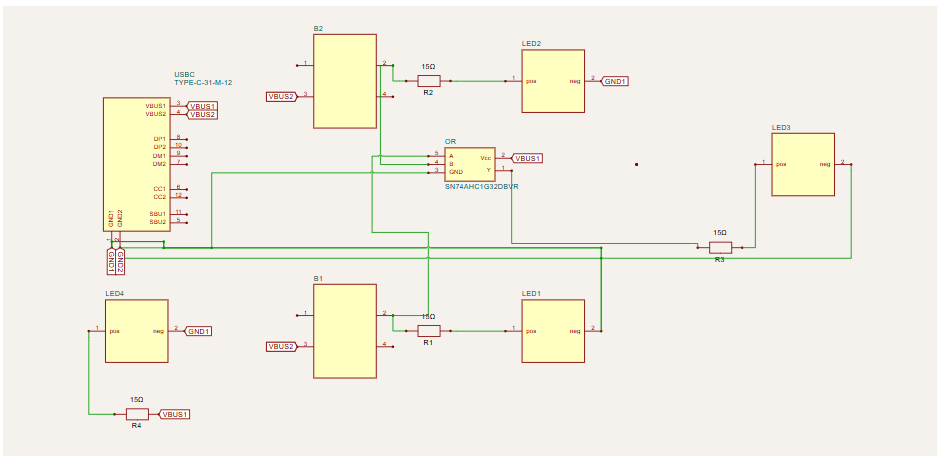 B2
LED2
15Ω
1
2
1
pos
neg
2
GND1
R2
VBUS2
3
4
USBC
TYPE-C-31-M-12
VBUS1
3
VBUS1
VBUS2
4
VBUS2
LED3
DP1
8
DP2
10
DM1
9
DM2
7
OR
5
A
Vcc
2
VBUS1
4
B
3
GND
Y
1
SN74AHC1G32DBVR
1
pos
neg
2
CC1
6
CC2
12
SBU1
11
SBU2
5
GND1
GND2
1
2
GND1
GND2
15Ω
R3
B1
LED4
LED1
1
2
15Ω
1
pos
neg
2
R1
VBUS2
3
4
1
pos
neg
2
GND1
15Ω
VBUS1
R4